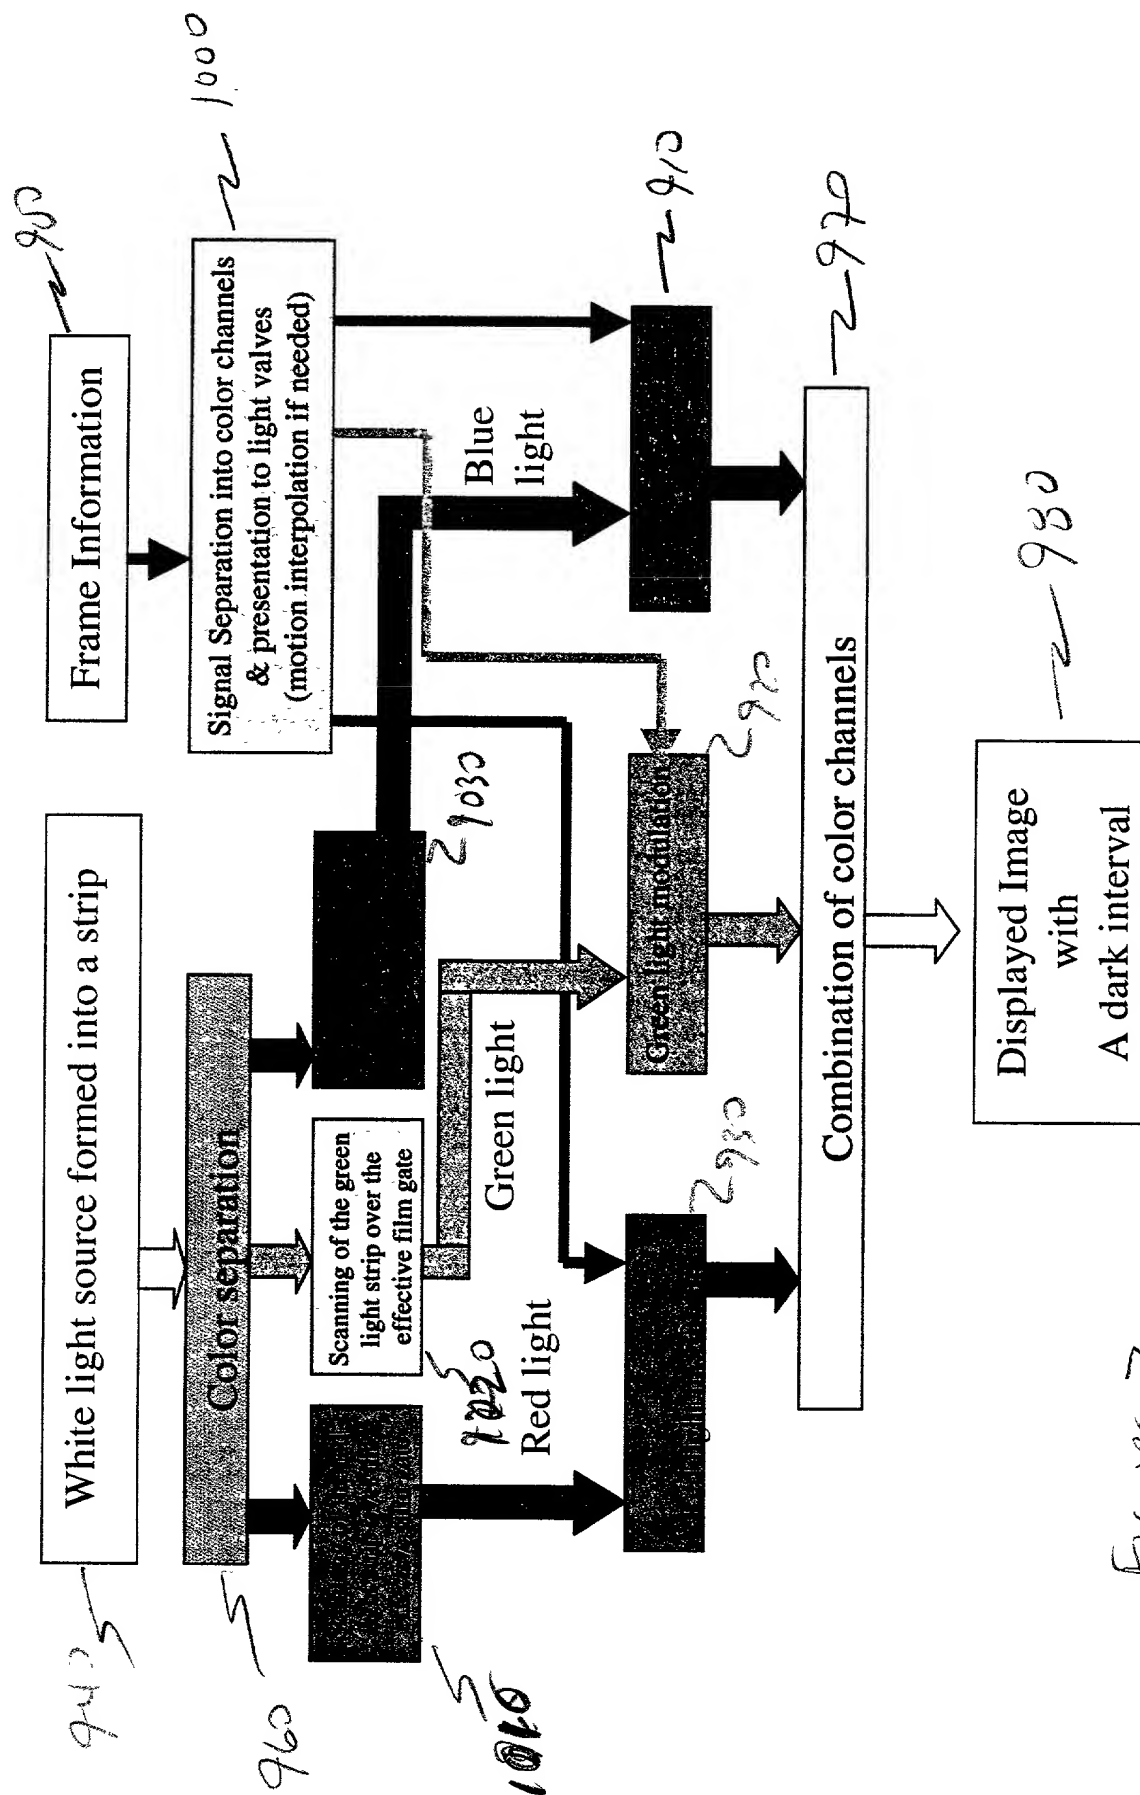 White light source formed into a strip
940
Frame Information
950
Color separation
960
Signal Separation into color channels
& presentation to light valves
(motion interpolation if needed)
1000
Scanning of the green
light strip over the
effective film gate
9030
Red light
Green light
Blue
light
Green light modulation
930
920
910
Combination of color channels
970
Displayed Image
with
A dark interval
980